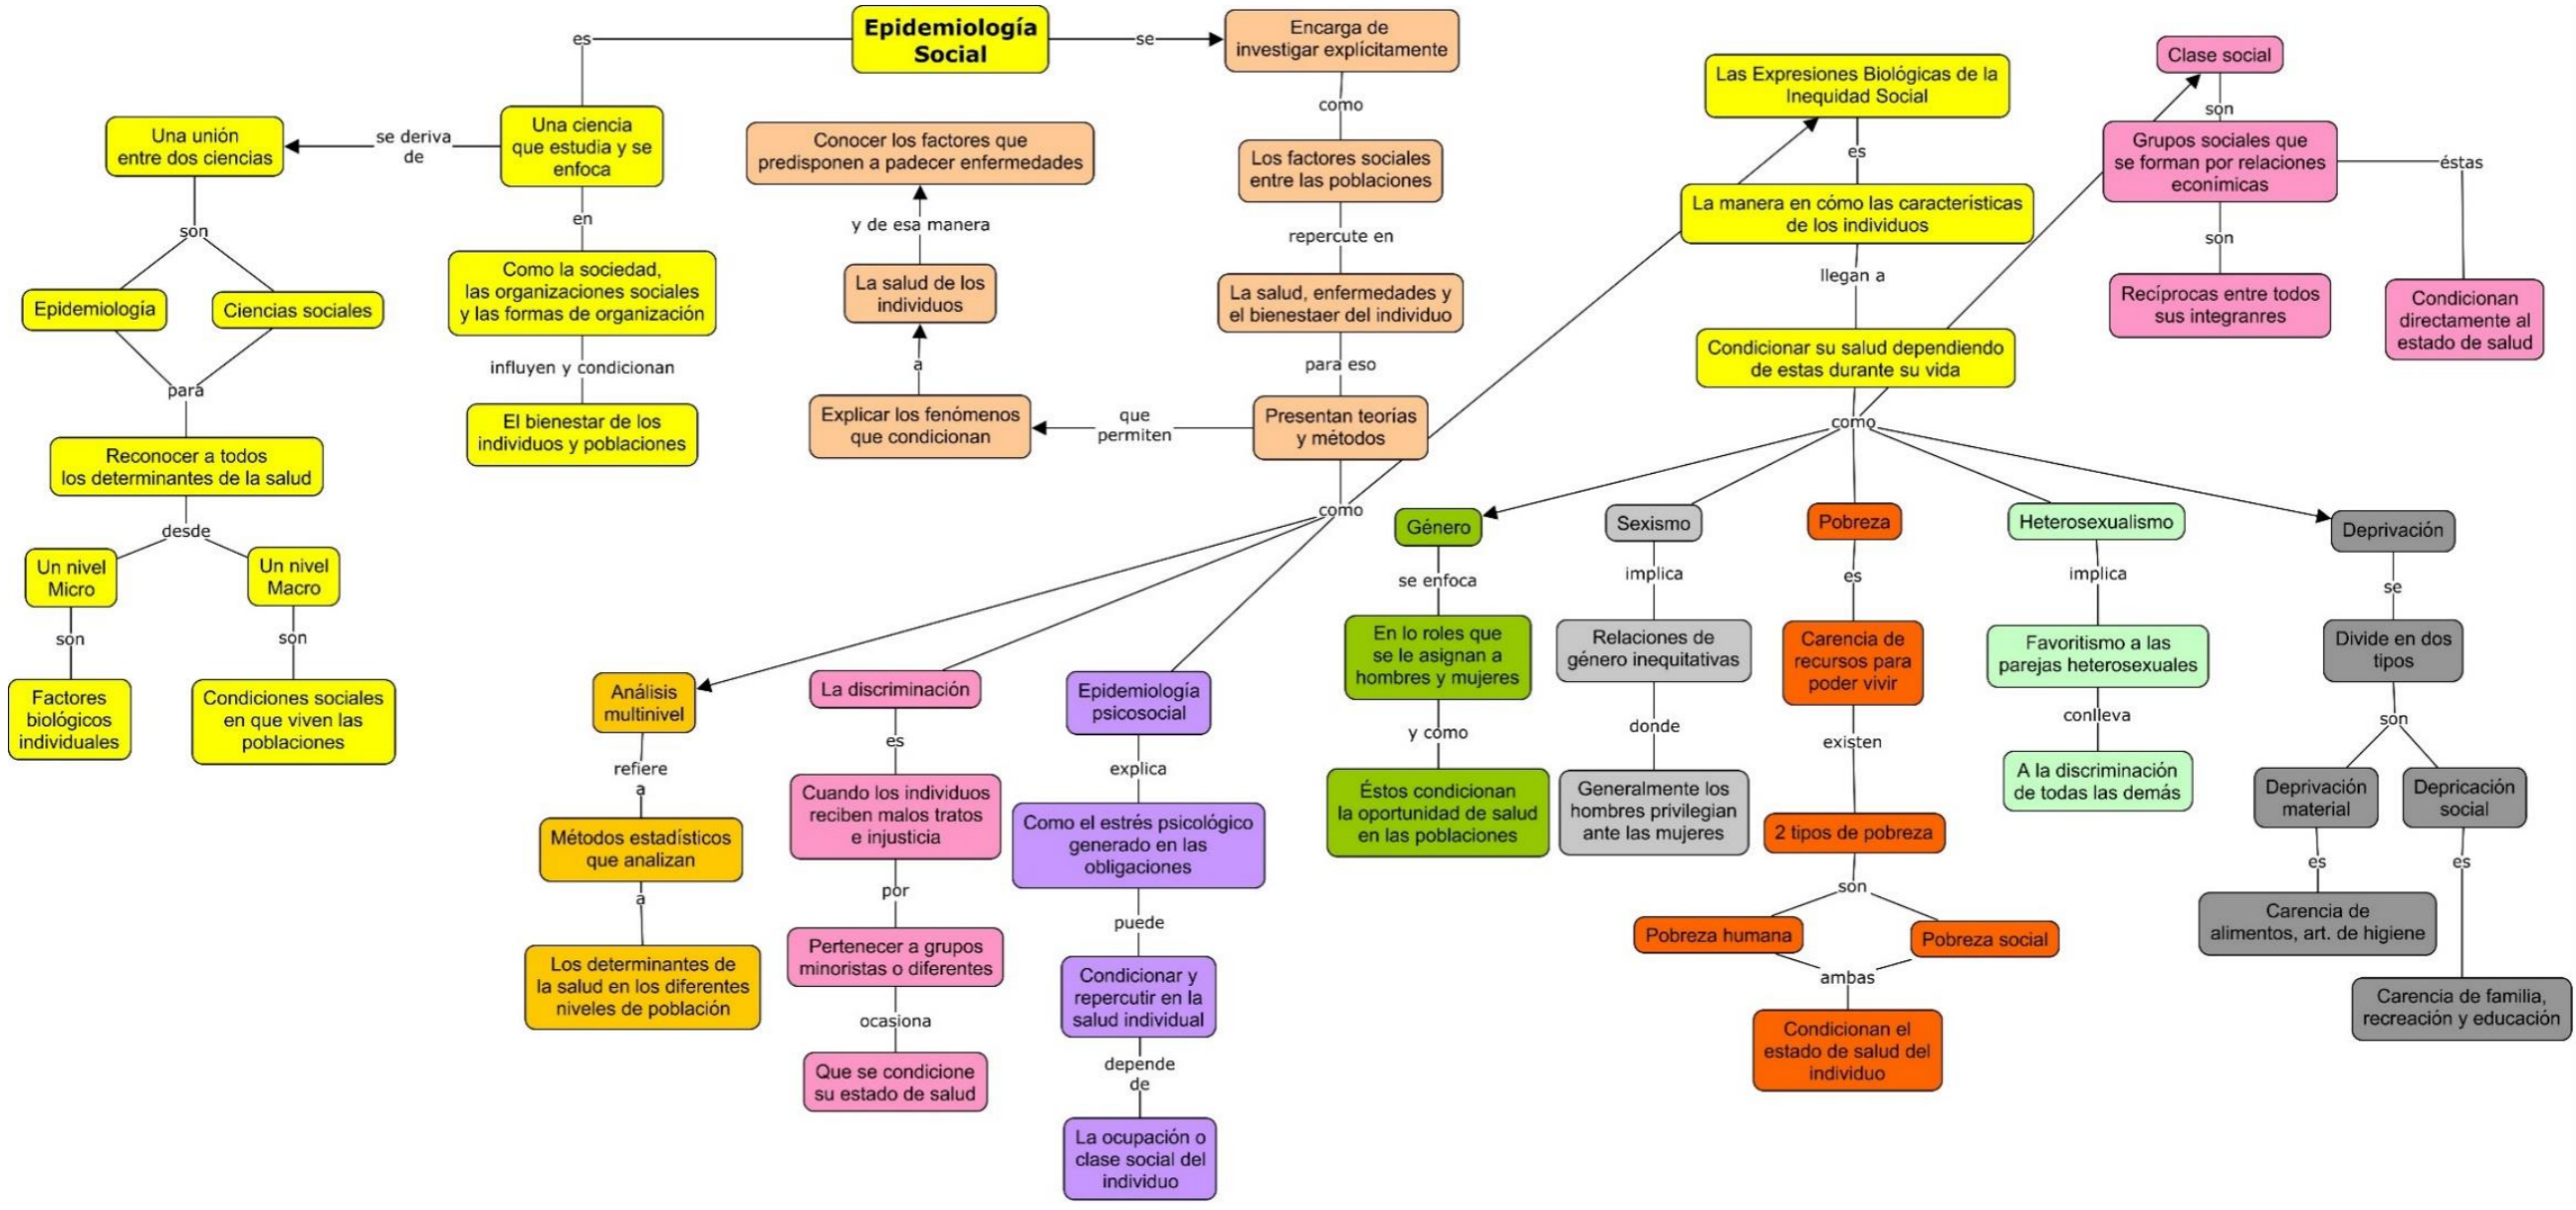 Epidemiología
Social
es
se
Una ciencia
que estudia y se
enfoca
se deriva
de
Una unión
entre dos ciencias
son
Epidemiología
Ciencias sociales
para
Reconocer a todos
los determinantes de la salud
desde
Un nivel
Micro
Un nivel
Macro
son
son
Factores
biológicos
individuales
Condiciones sociales
en que viven las
poblaciones
en
Como la sociedad,
las organizaciones sociales
y las formas de organización
influyen y condicionan
El bienestar de los
individuos y poblaciones
Encarga de
investigar explícitamente
como
Los factores sociales
entre las poblaciones
repercute en
La salud, enfermedades y
el bienestaer del individuo
para eso
Presentan teorías
y métodos
que
permiten
Explicar los fenómenos
que condicionan
a
La salud de los
individuos
y de esa manera
Conocer los factores que
predisponen a padecer enfermedades
como
Análisis
multinivel
refiere
a
Métodos estadísticos
que analizan
a
Los determinantes de
la salud en los diferentes
niveles de población
La discriminación
es
Cuando los individuos
reciben malos tratos
e injusticia
por
Pertenecer a grupos
minoristas o diferentes
ocasiona
Que se condicione
su estado de salud
Epidemiología
psicosocial
explica
Como el estrés psicológico
generado en las
obligaciones
puede
Condicionar y
repercutir en la
salud individual
depende
de
La ocupación o
clase social del
individuo
Las Expresiones Biológicas de la
Inequidad Social
es
La manera en cómo las características
de los individuos
llegan a
Condicionar su salud dependiendo
de estas durante su vida
como
Género
se enfoca
En lo roles que
se le asignan a
hombres y mujeres
y como
Éstos condicionan
la oportunidad de salud
en las poblaciones
Sexismo
implica
Relaciones de
género inequitativas
donde
Generalmente los
hombres privilegian
ante las mujeres
Pobreza
es
Carencia de
recursos para
poder vivir
existen
2 tipos de pobreza
son
Pobreza humana
Pobreza social
ambas
Condicionan el
estado de salud del
individuo
Heterosexualismo
implica
Favoritismo a las
parejas heterosexuales
conlleva
A la discriminación
de todas las demás
Deprivación
se
Divide en dos
tipos
son
Deprivación
material
Depricación
social
es
es
Carencia de
alimentos, art. de higiene
Carencia de familia,
recreación y educación
Clase social
son
Grupos sociales que
se forman por relaciones
econímicas
éstas
son
Recíprocas entre todos
sus integranres
Condicionan
directamente al
estado de salud